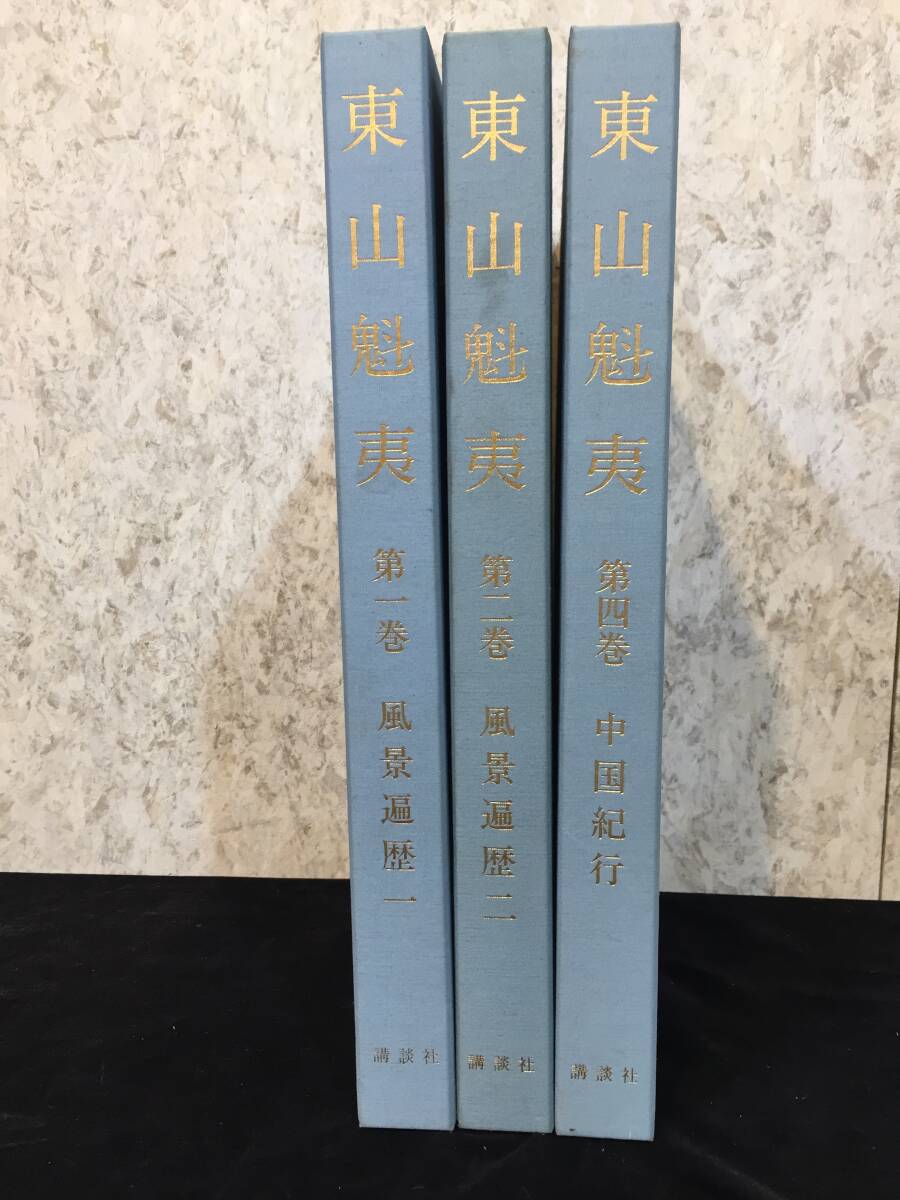 東山魁夷 第一巻 風景遍歴一 講談社
東山魁夷 第二巻 風景遍歴二 講談社
東山魁夷 第四巻 中国紀行 講談社